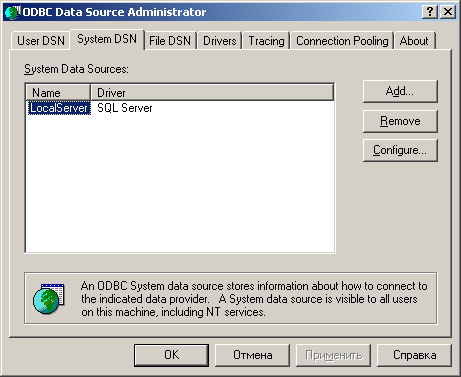 ODBC Data Source Administrator
User DSN System DSN File DSN Drivers Tracing Connection Pooling About
System Data Sources:
Name Driver
LocalServer SQL Server
Add...
Remove
Configure...
An ODBC System data source stores information about how to connect
to the indicated data provider. A System data source is visible to all users
on this machine, including NT services.
OK Отмена Применить Справка